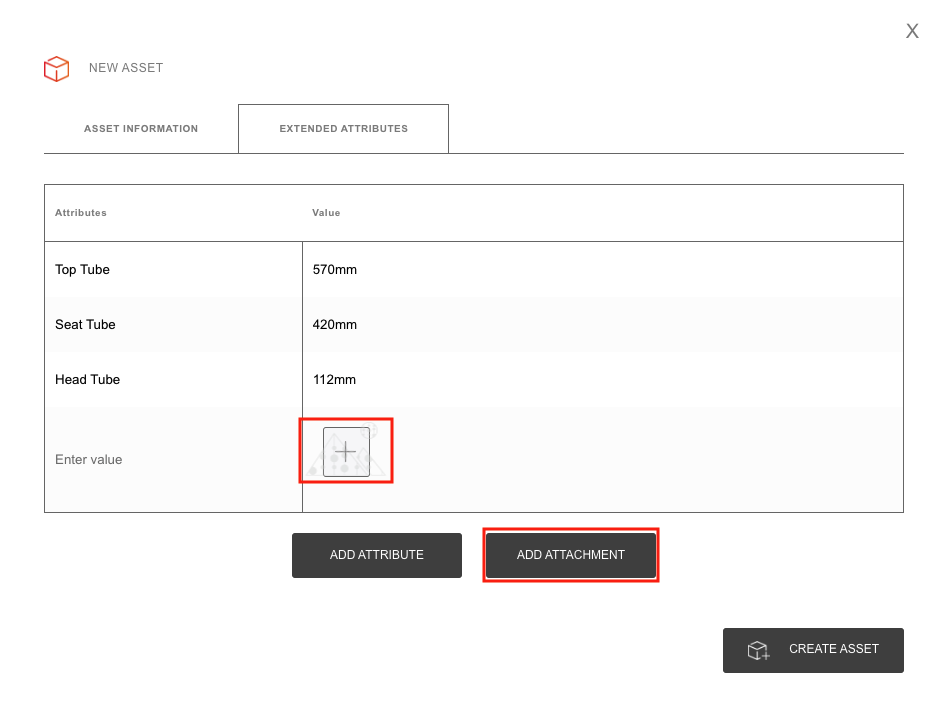 X
NEW ASSET
ASSET INFORMATION EXTENDED ATTRIBUTES
Attributes Value
Top Tube 570mm
Seat Tube 420mm
Head Tube 112mm
Enter value
ADD ATTRIBUTE ADD ATTACHMENT
CREATE ASSET